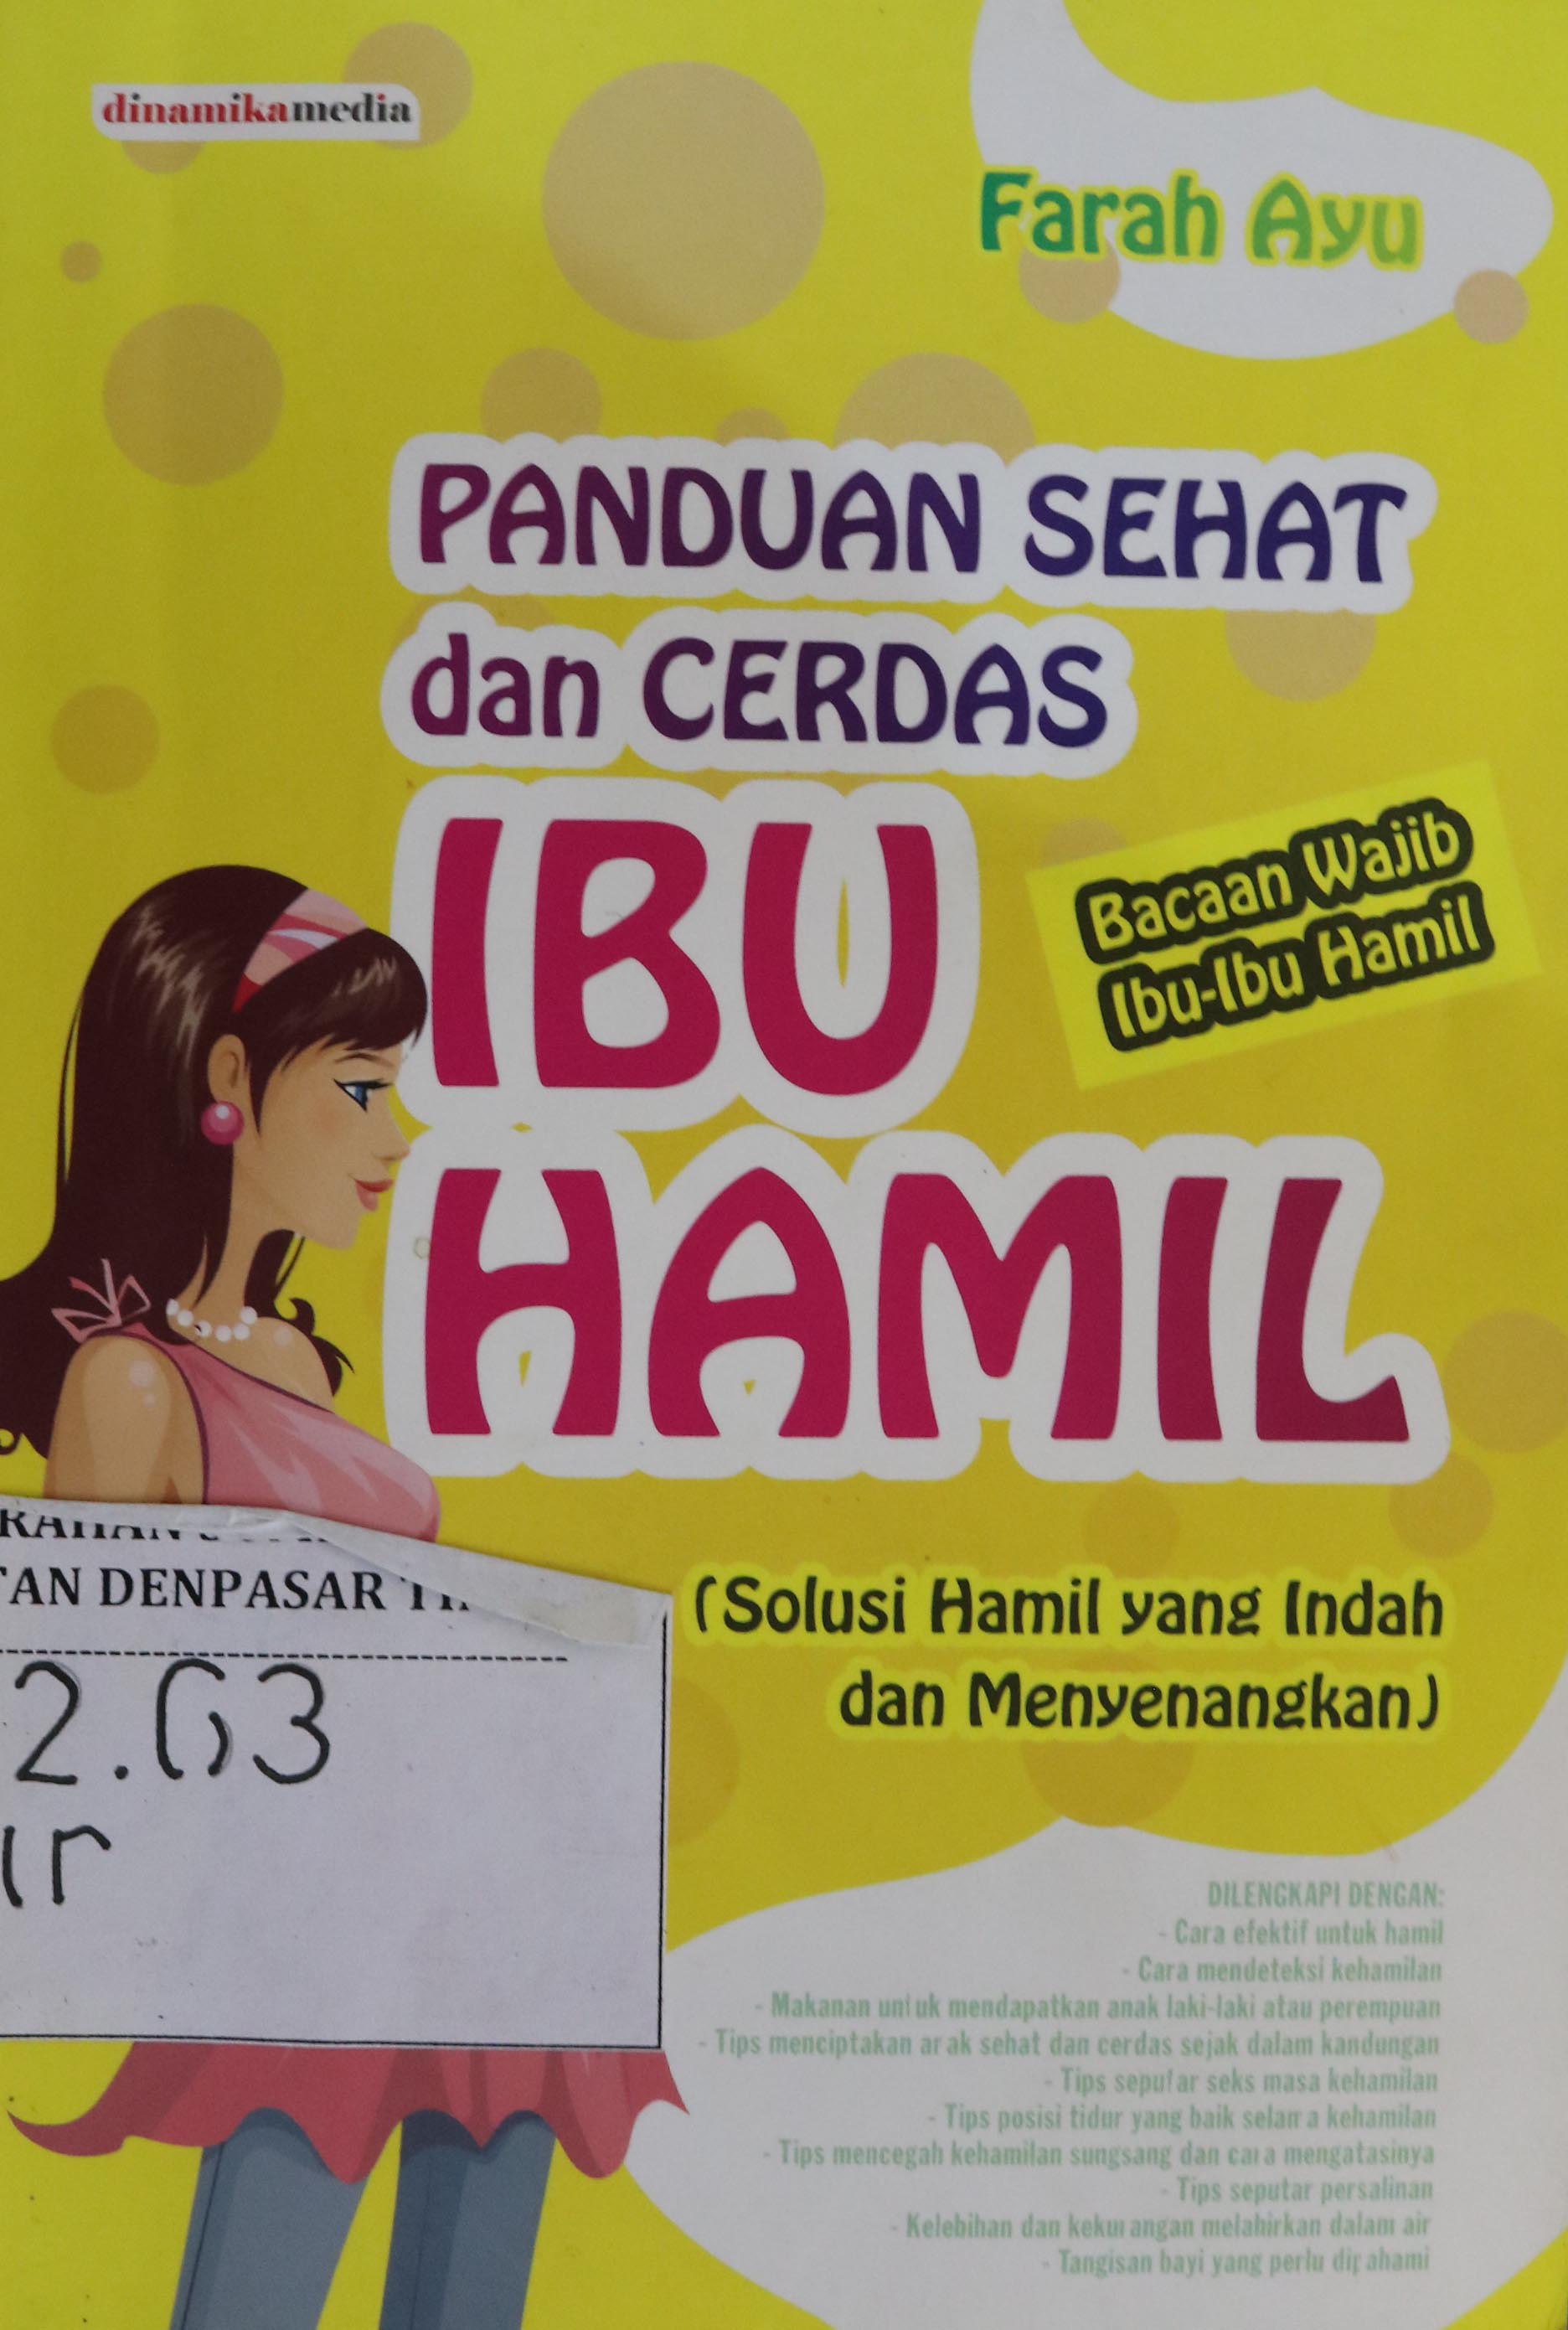 dinamikamedia
Farah Ayu
PANDUAN SEHAT
dan CERDAS
IBU
HAMIL
Bacaan Wajib
Ibu-Ibu Hamil
(Solusi Hamil yang Indah
dan Menyenangkan)
TAN DENPASAR
2.63
ir
DILENGKAPI DENGAN:
- Cara efektif untuk hamil
- Cara mendeteksi kehamilan
- Makanan untuk mendapatkan anak laki-laki atau perempuan
- Tips menciptakan anak sehat dan cerdas sejak dalam kandungan
- Tips seputar seks masa kehamilan
- Tips posisi tidur yang baik selama kehamilan
- Tips mencegah kehamilan sungsang dan cara mengatasinya
- Tips seputar persalinan
- Kelebihan dan kekurangan melahirkan dalam air
- Tangisan bayi yang perlu dipahami